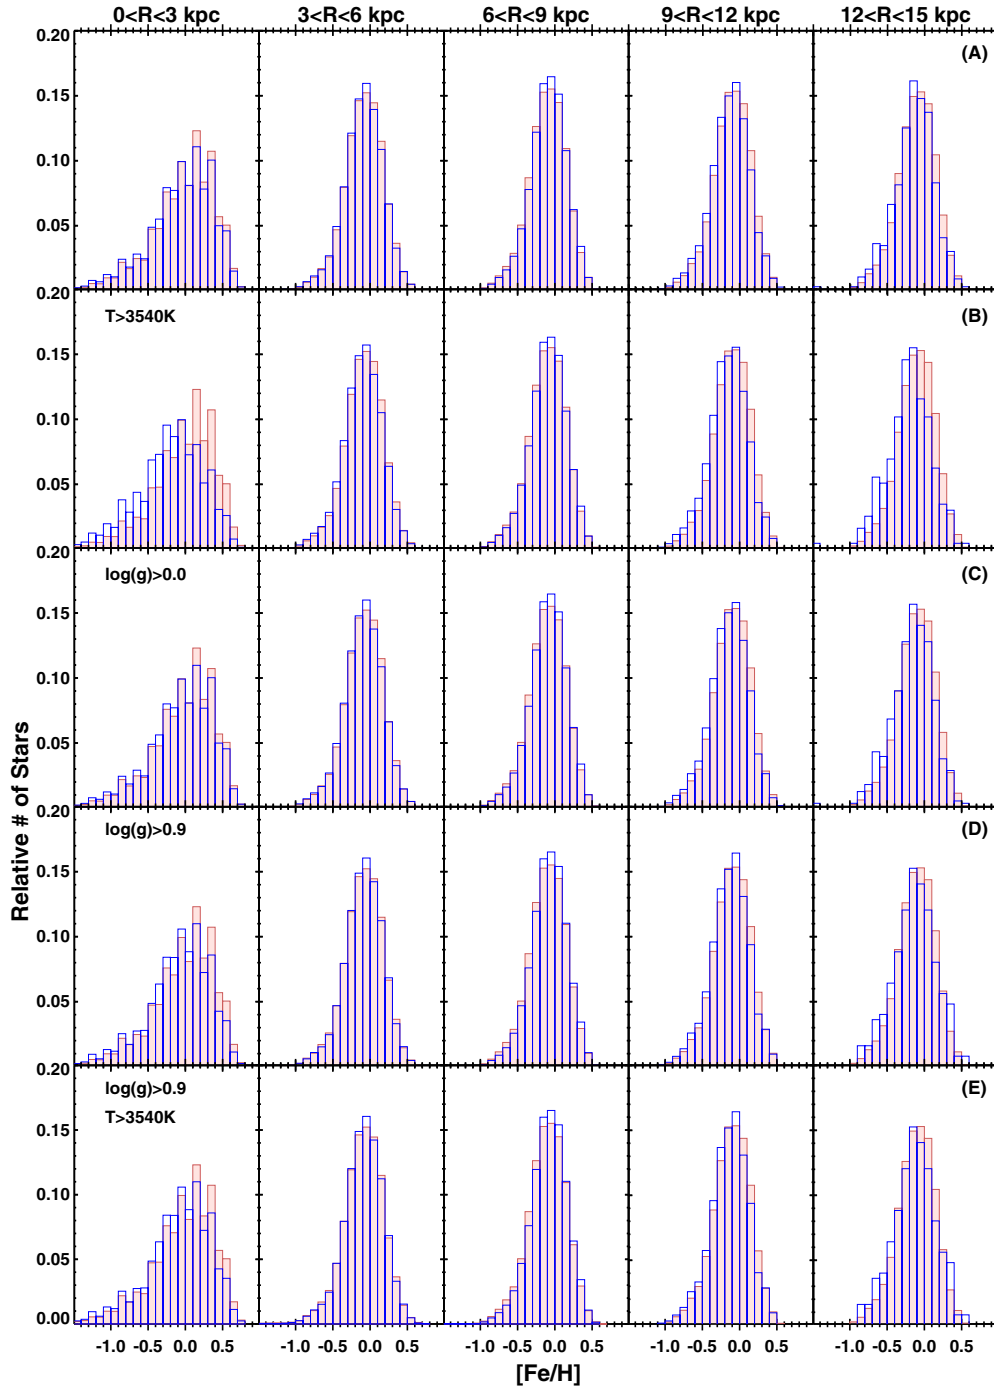 0<R<3 kpc 3<R<6 kpc 6<R<9 kpc 9<R<12 kpc 12<R<15 kpc
0.20
(A)
0.15
0.10
0.05
0.20
T>3540K
(B)
0.15
0.10
0.05
0.20
log(g)>0.0
(C)
0.15
0.10
0.05
0.20
log(g)>0.9
(D)
0.15
0.10
0.05
0.20
log(g)>0.9
(E)
T>3540K
0.15
0.10
0.05
0.00
Relative # of Stars
-1.0 -0.5 0.0 0.5 -1.0 -0.5 0.0 0.5 -1.0 -0.5 0.0 0.5 -1.0 -0.5 0.0 0.5 -1.0 -0.5 0.0 0.5
[Fe/H]